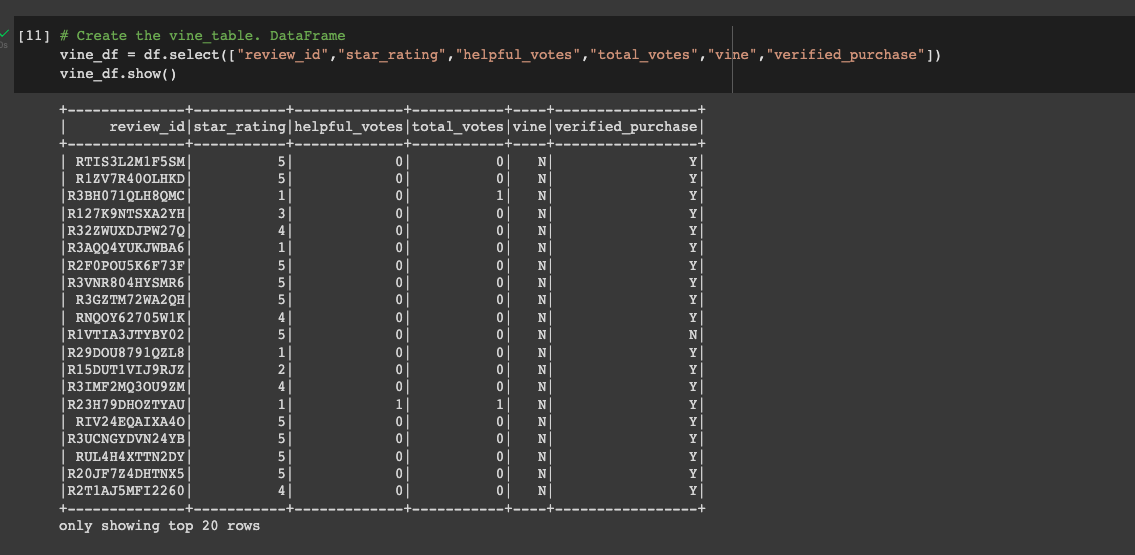 [11] # Create the vine_table. DataFrame
vine_df = df.select(["review_id","star_rating","helpful_votes","total_votes","vine","verified_purchase"])
vine_df.show()
0s
+--------------+-----------+-------------+-----------+----+-----------------+
|     review_id|star_rating|helpful_votes|total_votes|vine|verified_purchase|
+--------------+-----------+-------------+-----------+----+-----------------+
| RTIS3L2M1F5SM|          5|            0|          0|   N|                Y|
| R1ZV7R40OLHKD|          5|            0|          0|   N|                Y|
|R3BH071QLH8QMC|          1|            0|          1|   N|                Y|
|R127K9NTSXA2YH|          3|            0|          0|   N|                Y|
|R32ZWUXDJPW27Q|          4|            0|          0|   N|                Y|
|R3AQQ4YUKJWBA6|          1|            0|          0|   N|                Y|
|R2F0POU5K6F73F|          5|            0|          0|   N|                Y|
|R3VNR804HYSMR6|          5|            0|          0|   N|                Y|
| R3GZTM72WA2QH|          5|            0|          0|   N|                Y|
| RNQOY62705W1K|          4|            0|          0|   N|                Y|
|R1VTIA3JTYBY02|          5|            0|          0|   N|                N|
|R29DOU8791QZL8|          1|            0|          0|   N|                Y|
|R15DUT1VIJ9RJZ|          2|            0|          0|   N|                Y|
|R3IMF2MQ3OU9ZM|          4|            0|          0|   N|                Y|
|R23H79DHOZTYAU|          1|            1|          1|   N|                Y|
| RIV24EQAIXA4O|          5|            0|          0|   N|                Y|
|R3UCNGYDVN24YB|          5|            0|          0|   N|                Y|
| RUL4H4XTTN2DY|          5|            0|          0|   N|                Y|
|R20JF7Z4DHTNX5|          5|            0|          0|   N|                Y|
|R2T1AJ5MFI2260|          4|            0|          0|   N|                Y|
+--------------+-----------+-------------+-----------+----+-----------------+
only showing top 20 rows